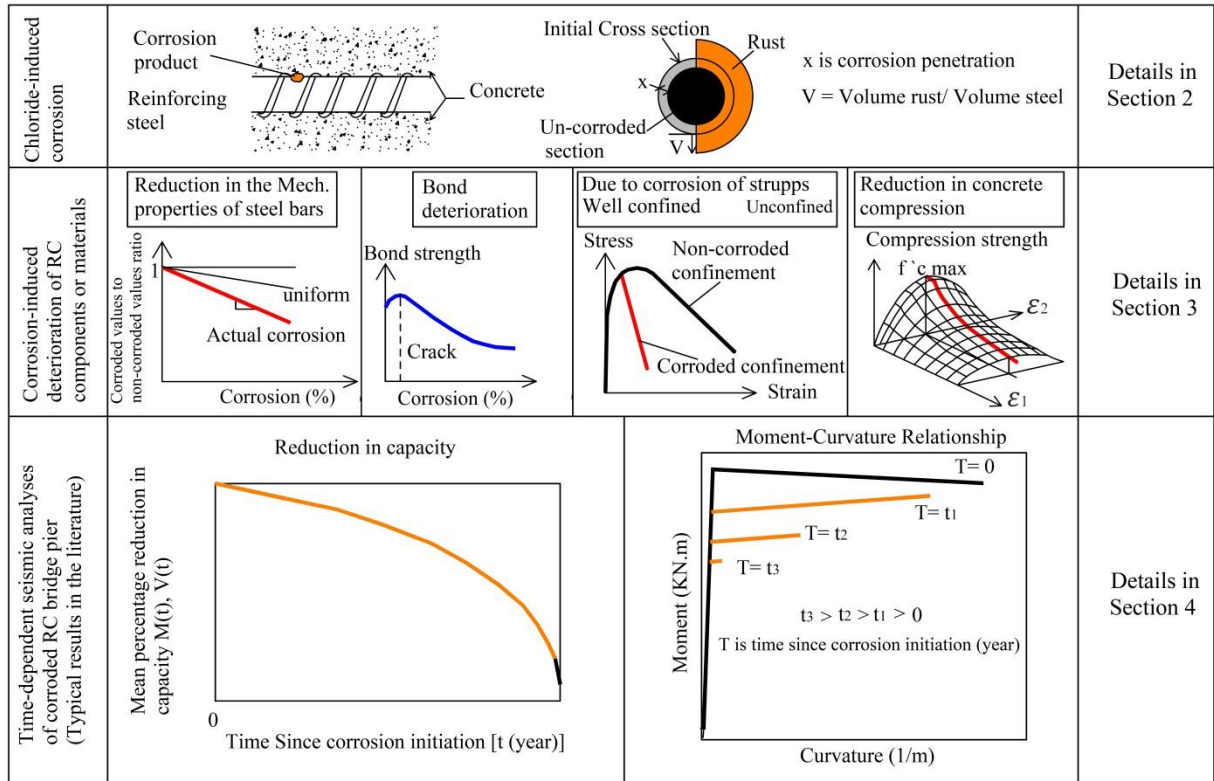 Chloride-induced
corrosion
Corrosion
product
Reinforcing
steel
Concrete
Initial Cross section
Rust
x
Un-corroded
section
V
x is corrosion penetration
V = Volume rust/ Volume steel
Details in
Section 2
Corrosion-induced
deterioration of RC
components or materials
Reduction in the Mech.
properties of steel bars
Corroded values to
non-corroded values ratio
1
uniform
Actual corrosion
Corrosion (%)
Bond
deterioration
Bond strength
Crack
Corrosion (%)
Due to corrosion of strupps
Well confined Unconfined
Stress
Non-corroded
confinement
Corroded confinement
Strain
Reduction in concrete
compression
Compression strength
f `c max
ε2
ε1
Details in
Section 3
Time-dependent seismic analyses
of corroded RC bridge pier
(Typical results in the literature)
Reduction in capacity
Mean percentage reduction in
capacity M(t), V(t)
0
Time Since corrosion initiation [t (year)]
Moment-Curvature Relationship
Moment (KN.m)
T= 0
T= t1
T= t2
T= t3
t3 > t2 > t1 > 0
T is time since corrosion initiation (year)
Curvature (1/m)
Details in
Section 4